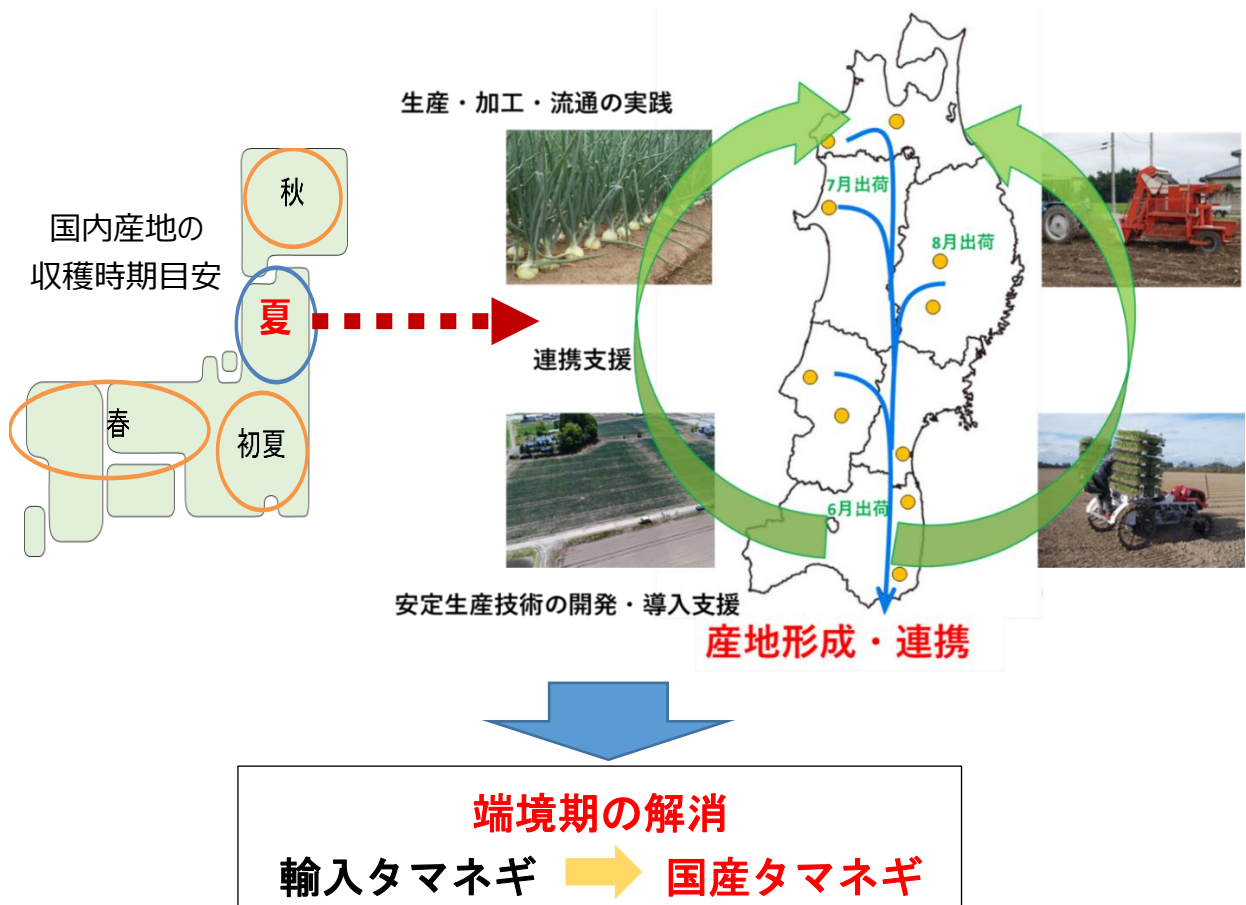 生産・加工・流通の実践
秋
国内産地の
収穫時期目安
夏
春
初夏
7月出荷
8月出荷
連携支援
6月出荷
安定生産技術の開発・導入支援
産地形成・連携
端境期の解消
輸入タマネギ
国産タマネギ